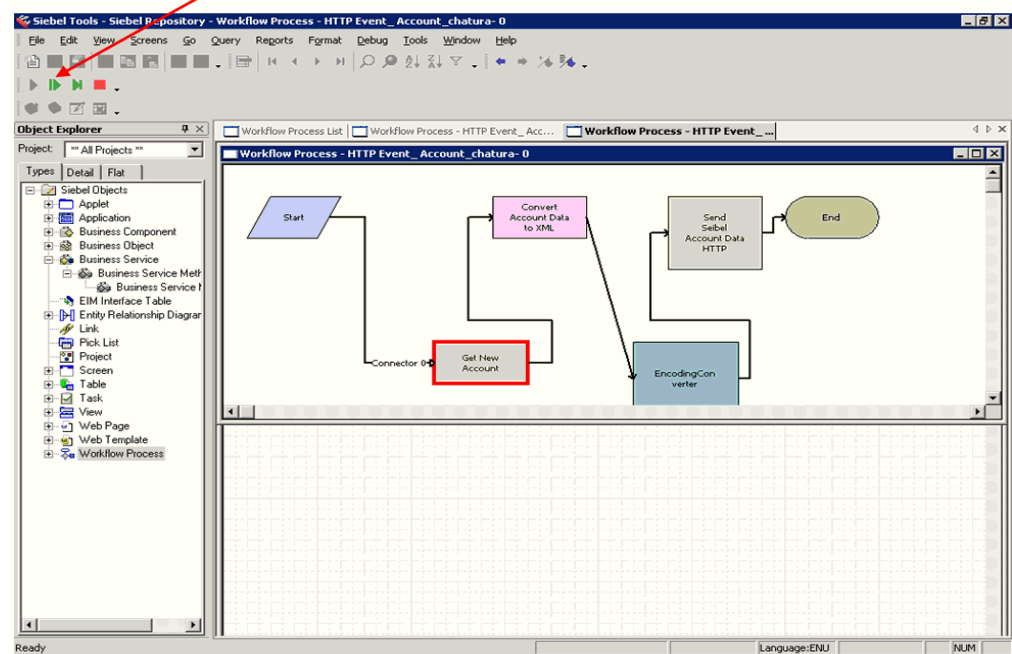 Siebel Tools - Siebel Repository - Workflow Process - HTTP Event_ Account_chatura- 0
File Edit View Screens Go Query Reports Format Debug Tools Window Help
Object Explorer
Project: "" All Projects ""
Types Detail Flat
Siebel Objects
Applet
Application
Business Component
Business Object
Business Service
Business Service Meth
Business Service M
EIM Interface Table
Entity Relationship Diagrar
Link
Pick List
Project
Screen
Table
Task
View
Web Page
Web Template
Workflow Process
Workflow Process List Workflow Process - HTTP Event_ Acc... Workflow Process - HTTP Event_ ...
Workflow Process - HTTP Event_ Account_chatura- 0
Start
Convert
Account Data
to XML
Send
Seibel
Account Data
HTTP
End
Connector 0
Get New
Account
EncodingCon
verter
Ready
Language:ENU
NUM